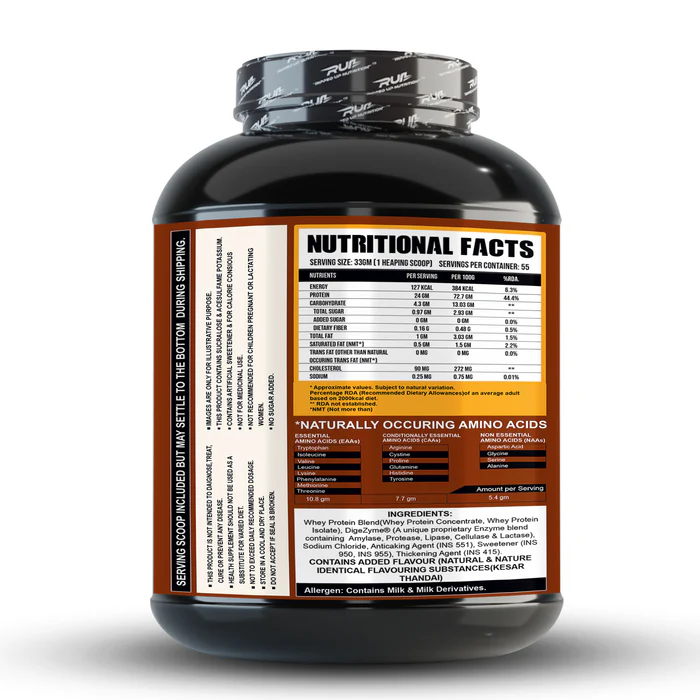 RUN
RIPPED UP NUTRITION
NUTRITIONAL FACTS
SERVING SIZE: 33GM (1 HEAPING SCOOP) SERVINGS PER CONTAINER: 55
NUTRIENTS PER SERVING PER 100G %RDA
ENERGY 127 KCAL 384 KCAL 6.3%
PROTEIN 24 GM 72.7 GM 44.4%
CARBOHYDRATE 4.3 GM 13.03 GM **
TOTAL SUGAR 0.97 GM 2.93 GM **
ADDED SUGAR 0 GM 0 GM 0.0%
DIETARY FIBER 0.16 G 0.48 G 0.5%
TOTAL FAT 1 GM 3.03 GM 1.5%
SATURATED FAT (NMT*) 0.5 GM 1.5 GM 2.2%
TRANS FAT (OTHER THAN NATURAL 0 MG 0 MG 0.0%
OCCURING TRANS FAT (NMT*)
CHOLESTEROL 90 MG 272 MG **
SODIUM 0.25 MG 0.75 MG 0.01%
* Approximate values. Subject to natural variation.
Percentage RDA (Recommended Dietary Allowances)of an average adult
based on 2000kcal diet.
** RDA not established.
*NMT (Not more than)
*NATURALLY OCCURING AMINO ACIDS
ESSENTIAL
AMINO ACIDS (EAAs)
Tryptophan
Isoleucine
Valine
Leucine
Lysine
Phenylalanine
Methionine
Threonine
10.8 gm
CONDITIONALLY ESSENTIAL
AMINO ACIDS (CAAs)
Arginine
Cystine
Proline
Glutamine
Histidine
Tyrosine
7.7 gm
NON ESSENTIAL
AMINO ACIDS (NAAs)
Aspartic Acid
Glycine
Serine
Alanine
Amount per Serving
5.4 gm
INGREDIENTS:
Whey Protein Blend(Whey Protein Concentrate, Whey Protein
Isolate), DigeZyme® (A unique proprietary Enzyme blend
containing Amylase, Protease, Lipase, Cellulase & Lactase),
Sodium Chloride, Anticaking Agent (INS 551), Sweetener (INS
950, INS 955), Thickening Agent (INS 415).
CONTAINS ADDED FLAVOUR (NATURAL & NATURE
IDENTICAL FLAVOURING SUBSTANCES(KESAR
THANDAI)
Allergen: Contains Milk & Milk Derivatives.
SERVING SCOOP INCLUDED BUT MAY SETTLE TO THE BOTTOM DURING SHIPPING.
▪ IMAGES ARE ONLY FOR ILLUSTRATIVE PURPOSE.
▪ THIS PRODUCT CONTAINS SUCRALOSE & ACESULFAME POTASSIUM.
▪ CONTAINS ARTIFICIAL SWEETENER & FOR CALORIE CONSIOUS
▪ NOT FOR MEDICINAL USE.
▪ NOT RECOMMENDED FOR CHILDREN PREGNANT OR LACTATING
WOMEN.
▪ NO SUGAR ADDED.
▪ THIS PRODUCT IS NOT INTENDED TO DIAGNOSE,TREAT,
CURE OR PREVENT ANY DISEASE.
▪ HEALTH SUPPLEMENT SHOULD NOT BE USED AS A
SUBSTITUTE FOR VARIED DIET.
▪ NOT TO EXCEED DAILY RECOMMENDED DOSAGE.
▪ STORE IN A COOL AND DRY PLACE.
▪ DO NOT ACCEPT IF SEAL IS BROKEN.